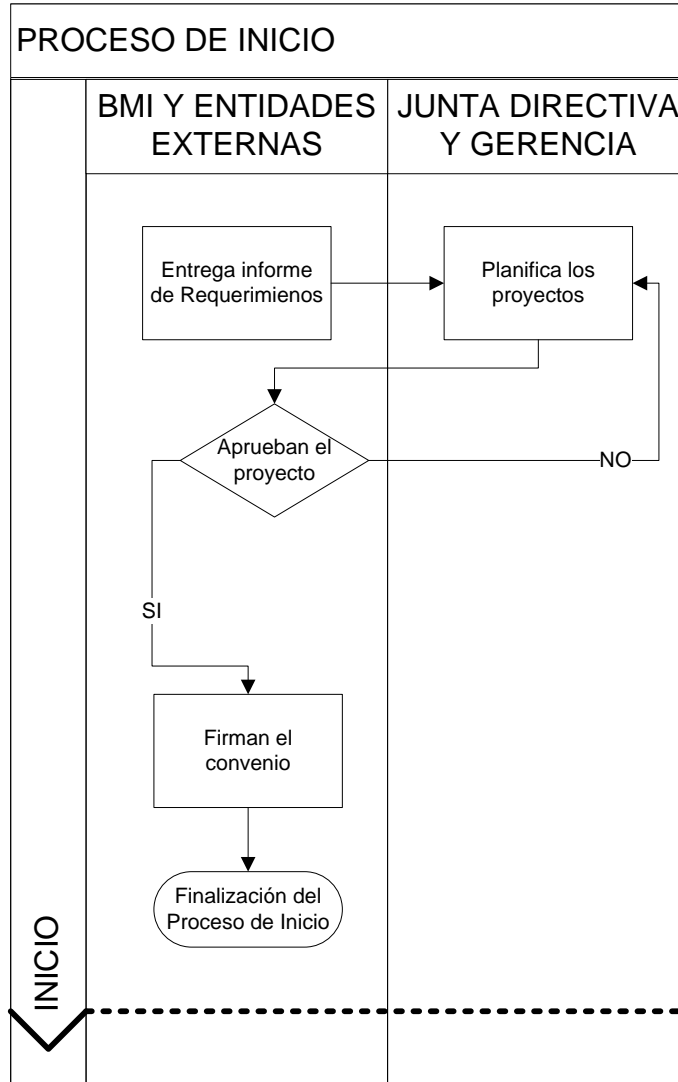 PROCESO DE INICIO
BMI Y ENTIDADES
EXTERNAS
JUNTA DIRECTIVA
Y GERENCIA
Entrega informe
de Requerimienos
Planifica los
proyectos
Aprueban el
proyecto
NO
SI
Firman el
convenio
Finalización del
Proceso de Inicio
INICIO